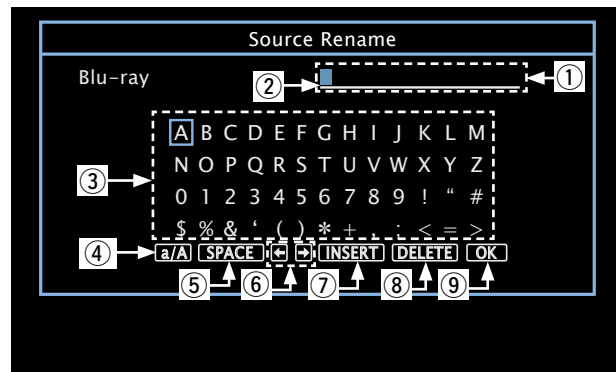 Source Rename
Blu-ray
② ①
A B C D E F G H I J K L M
N O P Q R S T U V W X Y Z
③
0 1 2 3 4 5 6 7 8 9 ! “ #
$ % & ‘ ( ) * + , : < = >
④ a/A SPACE ← → INSERT DELETE OK
⑤ ⑥ ⑦ ⑧ ⑨